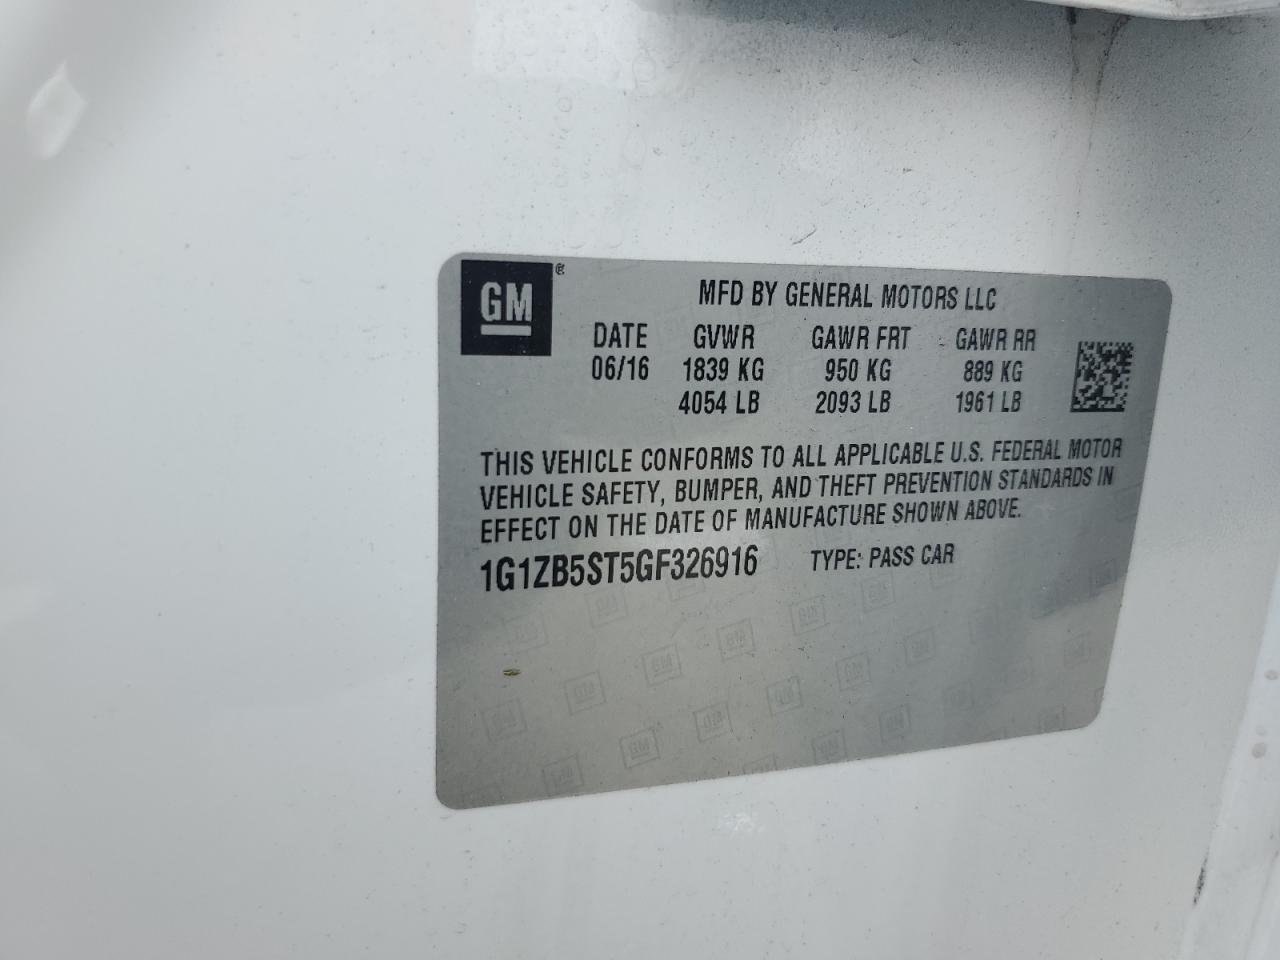 GM ®
MFD BY GENERAL MOTORS LLC
DATE GVWR GAWR FRT GAWR RR
06/16 1839 KG 950 KG 889 KG
4054 LB 2093 LB 1961 LB
THIS VEHICLE CONFORMS TO ALL APPLICABLE U.S. FEDERAL MOTOR
VEHICLE SAFETY, BUMPER, AND THEFT PREVENTION STANDARDS IN
EFFECT ON THE DATE OF MANUFACTURE SHOWN ABOVE.
1G1ZB5ST5GF326916 TYPE: PASS CAR